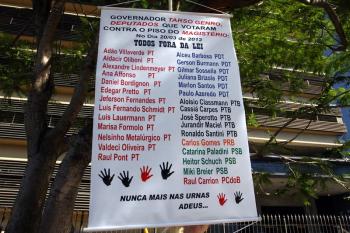 GOVERNADOR TARSO GENRO,
DEPUTADOS QUE VOTARAM
CONTRA O PISO DO MAGISTÉRIO:
No Dia 20/03 de 2012
TODOS FORA DA LEI
Adão Villaverde PT
Aldacir Oliboni PT
Alexandre Lindenmeyer PT
Ana Affonso PT
Daniel Bordignon PT
Edegar Pretto PT
Jeferson Fernandes PT
Luis Fernando Schmidt PT
Luis Lauermann PT
Marisa Formolo PT
Nelsinho Metalúrgico PT
Valdeci Oliveira PT
Raul Pont PT
Alceu Barbosa PDT
Gerson Burmann PDT
Gilmar Sossella PDT
Juliana Brizola PDT
Marlon Santos PDT
Paulo Azeredo PDT
Aloísio Classmann PTB
Cassiá Carpes PTB
José Sperotto PTB
Jurandir Maciel PTB
Ronaldo Santini PTB
Carlos Gomes PRB
Catarina Paladini PSB
Heitor Schuch PSB
Miki Breier PSB
Raul Carrion PCdoB
NUNCA MAIS NAS URNAS
ADEUS...